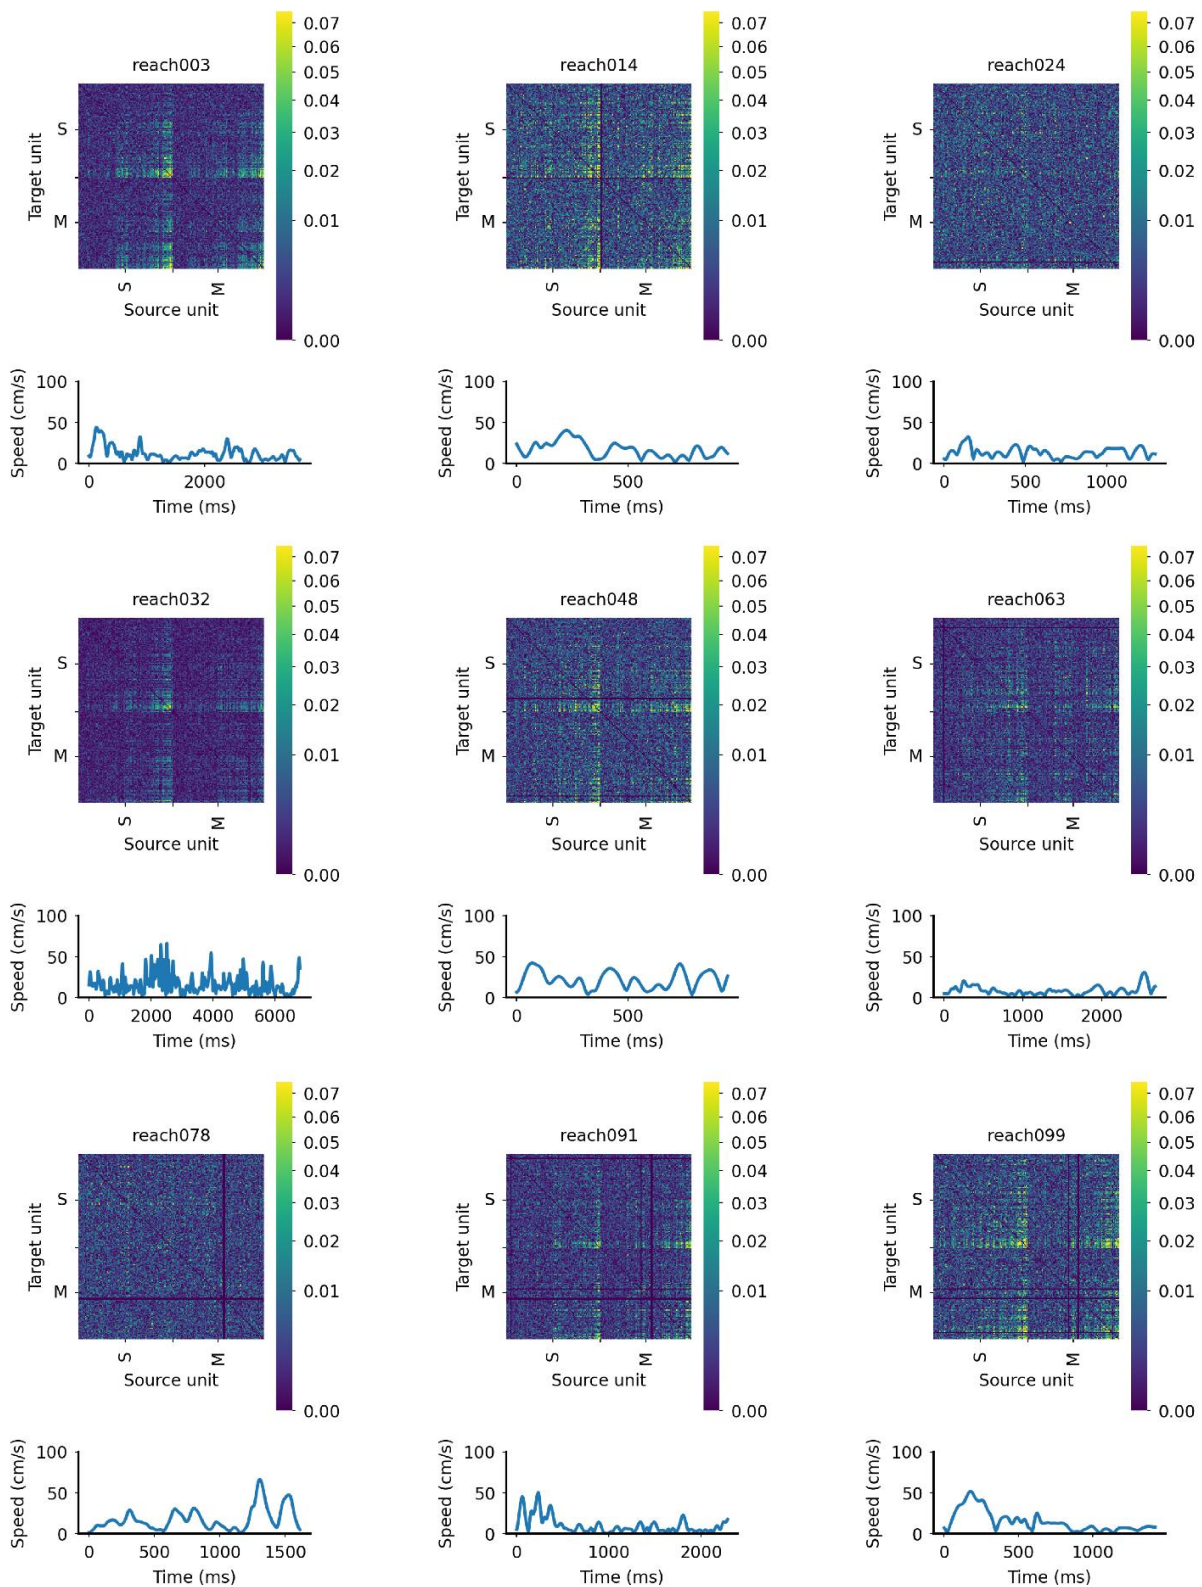 reach003
reach014
reach024
0.07
0.06
0.05
0.04
0.03
0.02
0.01
0.00
0.07
0.06
0.05
0.04
0.03
0.02
0.01
0.00
0.07
0.06
0.05
0.04
0.03
0.02
0.01
0.00
Target unit
S
M
Target unit
S
M
Target unit
S
M
S
M
S
M
S
M
Source unit
Source unit
Source unit
Speed (cm/s)
100
50
0
Speed (cm/s)
100
50
0
Speed (cm/s)
100
50
0
0 2000
0 500
0 500 1000
Time (ms)
Time (ms)
Time (ms)
reach032
reach048
reach063
0.07
0.06
0.05
0.04
0.03
0.02
0.01
0.00
0.07
0.06
0.05
0.04
0.03
0.02
0.01
0.00
0.07
0.06
0.05
0.04
0.03
0.02
0.01
0.00
Target unit
S
M
Target unit
S
M
Target unit
S
M
S
M
S
M
S
M
Source unit
Source unit
Source unit
Speed (cm/s)
100
50
0
Speed (cm/s)
100
50
0
Speed (cm/s)
100
50
0
0 2000 4000 6000
0 500
0 1000 2000
Time (ms)
Time (ms)
Time (ms)
reach078
reach091
reach099
0.07
0.06
0.05
0.04
0.03
0.02
0.01
0.00
0.07
0.06
0.05
0.04
0.03
0.02
0.01
0.00
0.07
0.06
0.05
0.04
0.03
0.02
0.01
0.00
Target unit
S
M
Target unit
S
M
Target unit
S
M
S
M
S
M
S
M
Source unit
Source unit
Source unit
Speed (cm/s)
100
50
0
Speed (cm/s)
100
50
0
Speed (cm/s)
100
50
0
0 500 1000 1500
0 1000 2000
0 500 1000
Time (ms)
Time (ms)
Time (ms)